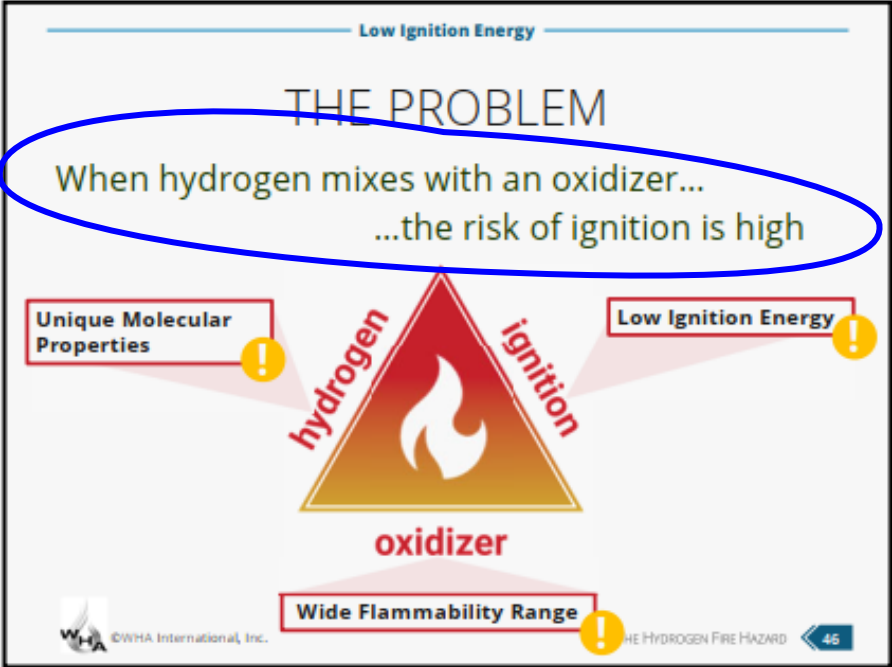 Low Ignition Energy
THE PROBLEM
When hydrogen mixes with an oxidizer...
...the risk of ignition is high
Unique Molecular
Properties
!
Low Ignition Energy
!
hydrogen
ignition
oxidizer
Wide Flammability Range
!
WHA
©WHA International, Inc.
HE HYDROGEN FIRE HAZARD
46